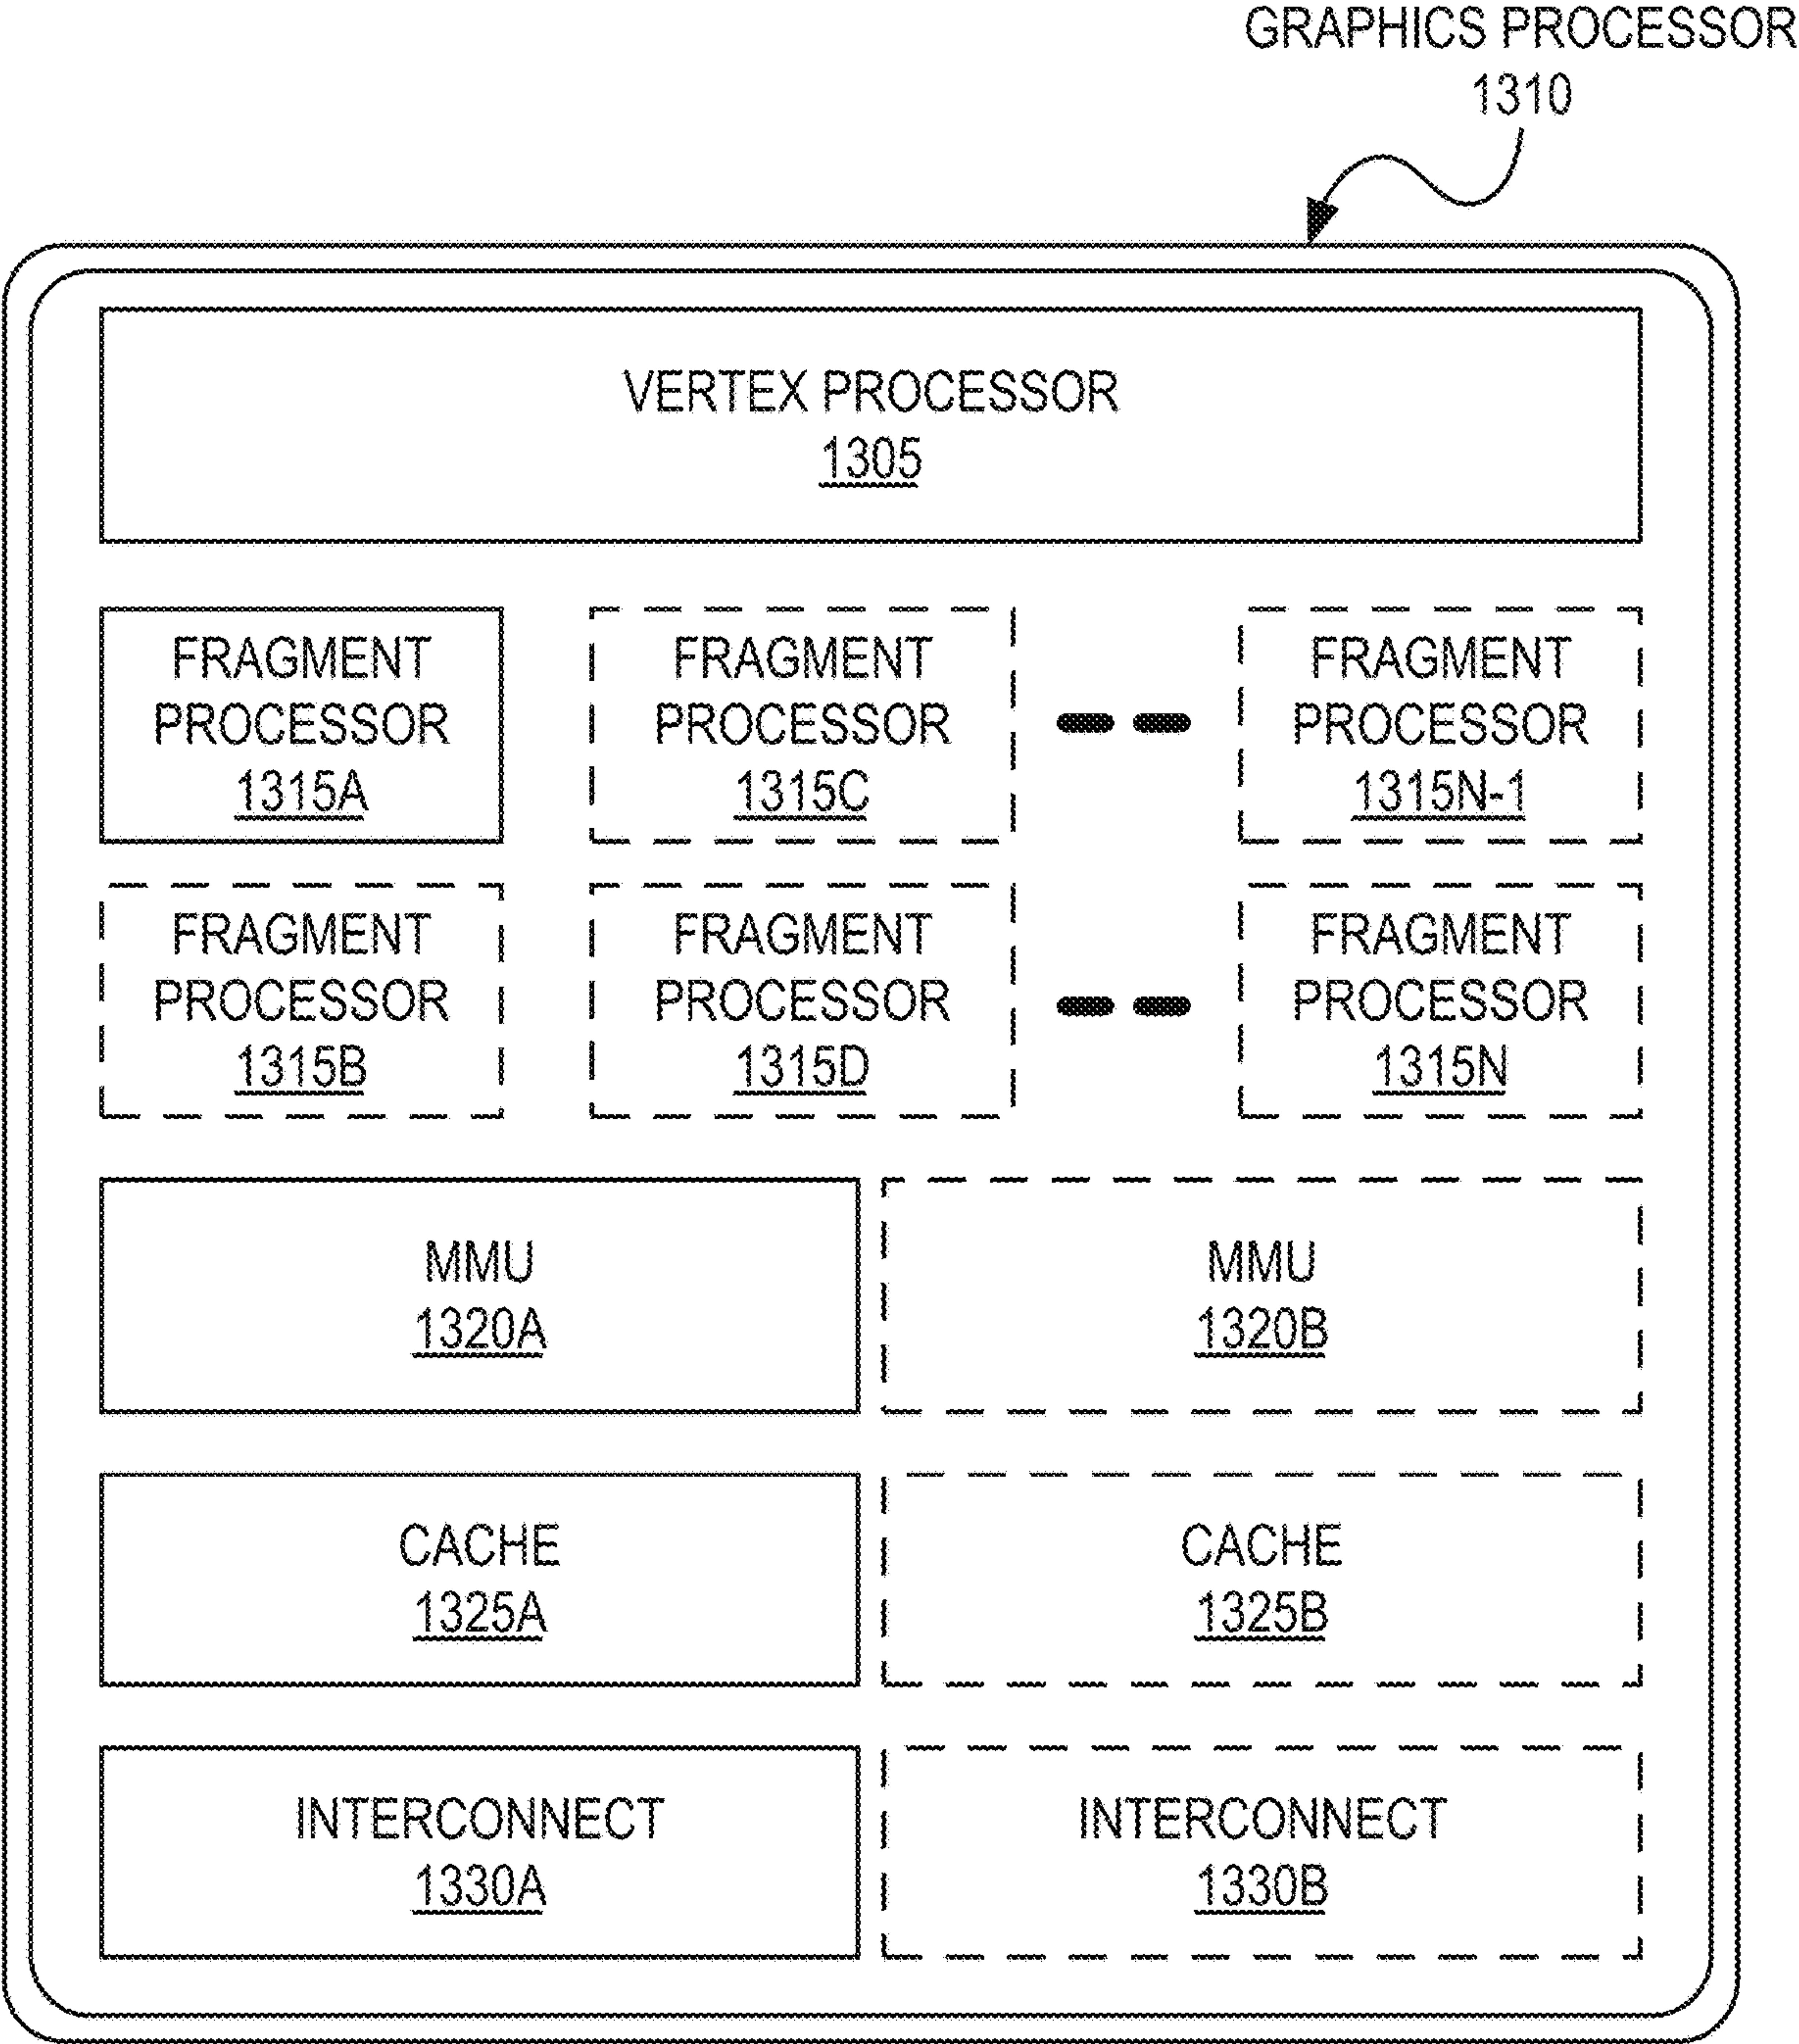 GRAPHICS PROCESSOR
1310
VERTEX PROCESSOR
1305
FRAGMENT
PROCESSOR
1315A
FRAGMENT
PROCESSOR
1315C
FRAGMENT
PROCESSOR
1315N-1
FRAGMENT
PROCESSOR
1315B
FRAGMENT
PROCESSOR
1315D
FRAGMENT
PROCESSOR
1315N
MMU
1320A
MMU
1320B
CACHE
1325A
CACHE
1325B
INTERCONNECT
1330A
INTERCONNECT
1330B